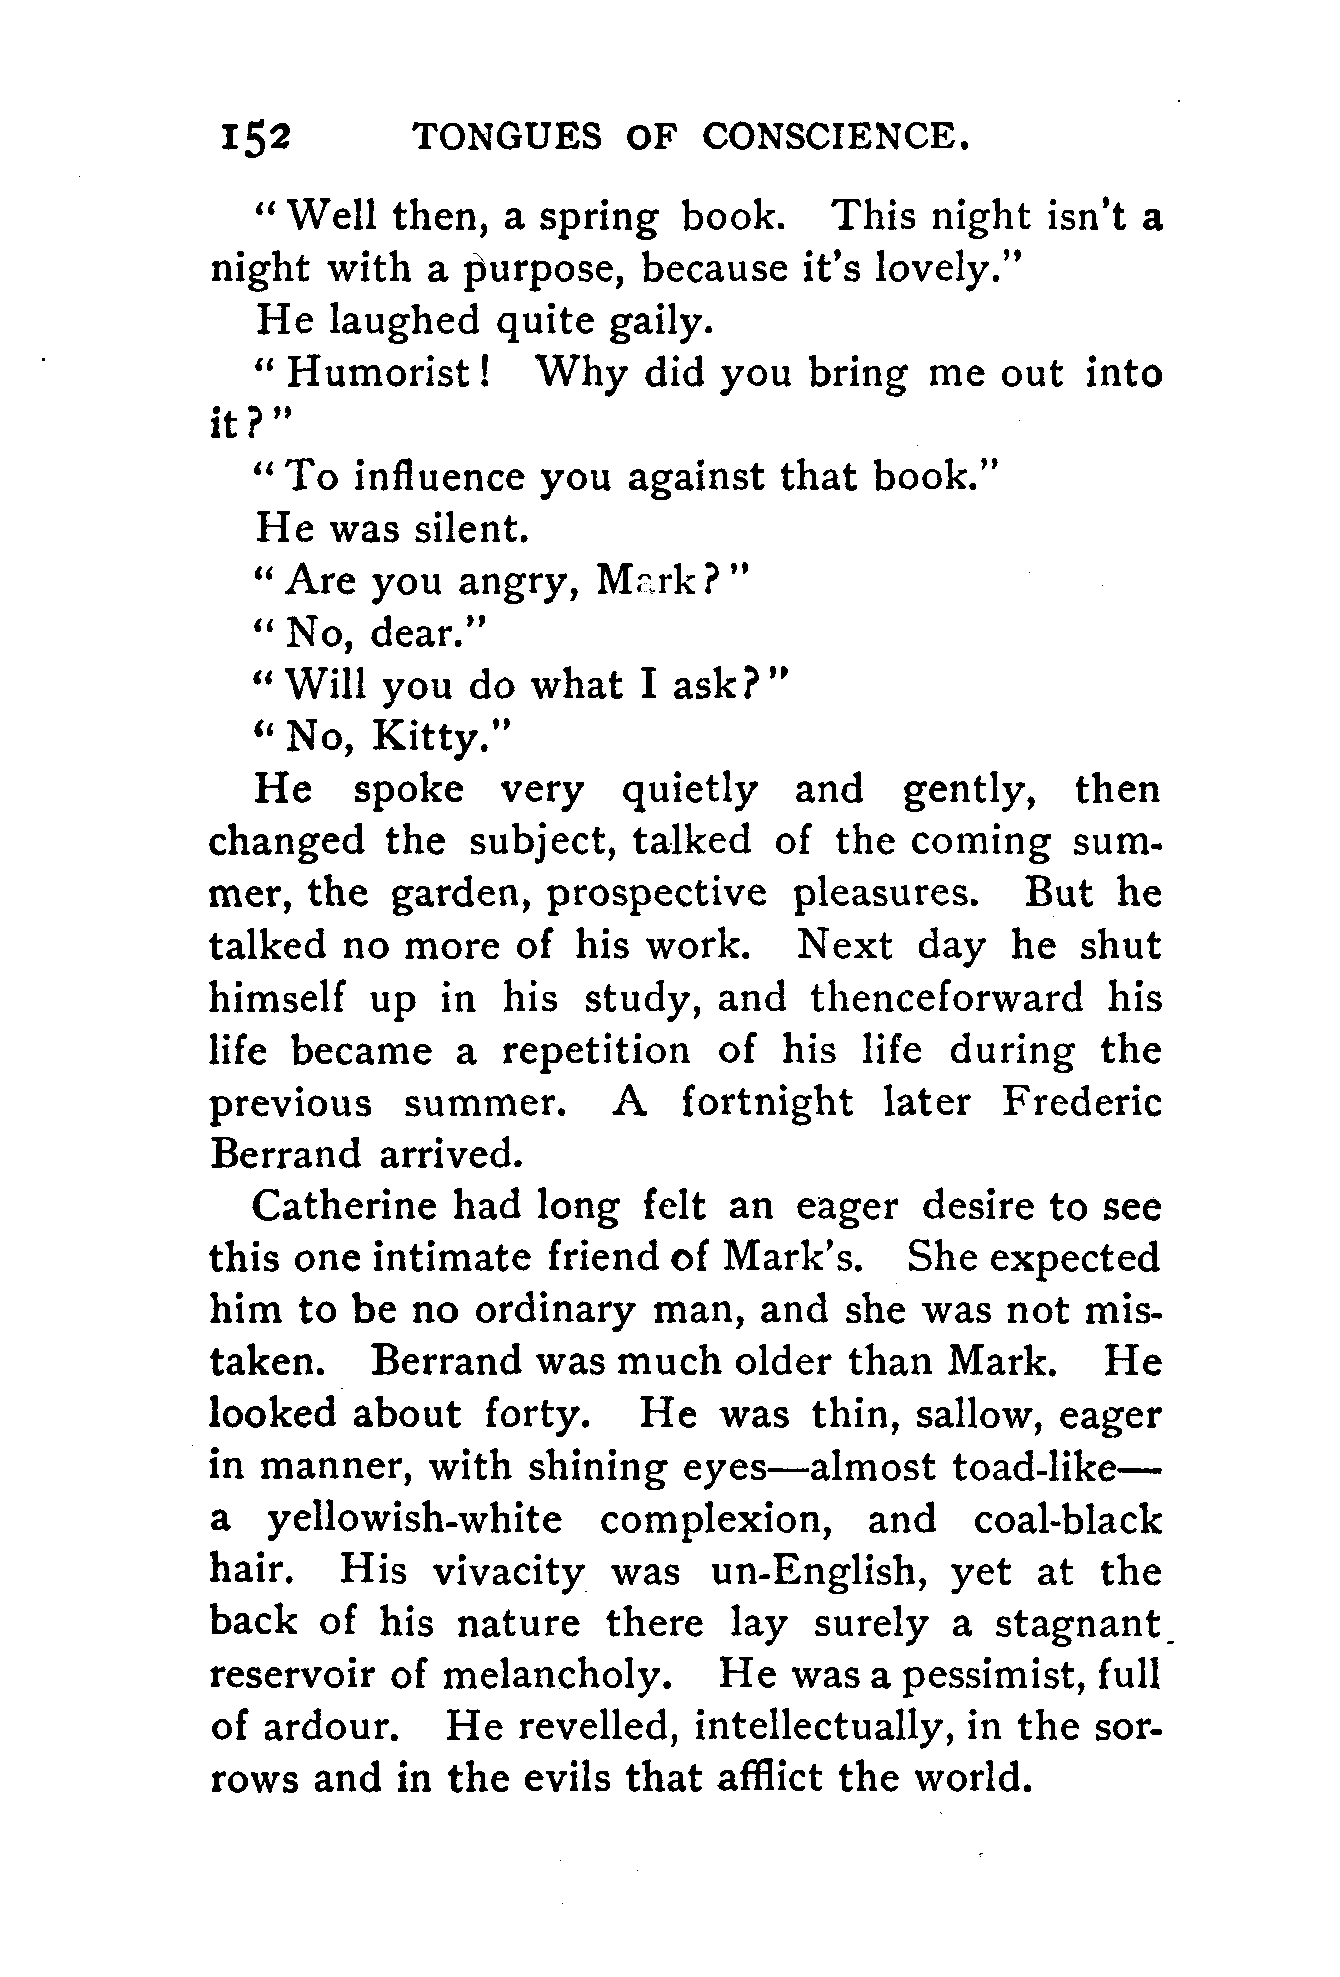 152 TONGUES OF CONSCIENCE.
" Well then, a spring book. This night isn't a
night with a purpose, because it's lovely."
He laughed quite gaily.
" Humorist ! Why did you bring me out into
it ? "
" To influence you against that book."
He was silent.
" Are you angry, Mark ? "
" No, dear."
" Will you do what I ask ? "
" No, Kitty."
He spoke very quietly and gently, then
changed the subject, talked of the coming sum-
mer, the garden, prospective pleasures. But he
talked no more of his work. Next day he shut
himself up in his study, and thenceforward his
life became a repetition of his life during the
previous summer. A fortnight later Frederic
Berrand arrived.
Catherine had long felt an eager desire to see
this one intimate friend of Mark's. She expected
him to be no ordinary man, and she was not mis-
taken. Berrand was much older than Mark. He
looked about forty. He was thin, sallow, eager
in manner, with shining eyes—almost toad-like—
a yellowish-white complexion, and coal-black
hair. His vivacity was un-English, yet at the
back of his nature there lay surely a stagnant
reservoir of melancholy. He was a pessimist, full
of ardour. He revelled, intellectually, in the sor-
rows and in the evils that afflict the world.